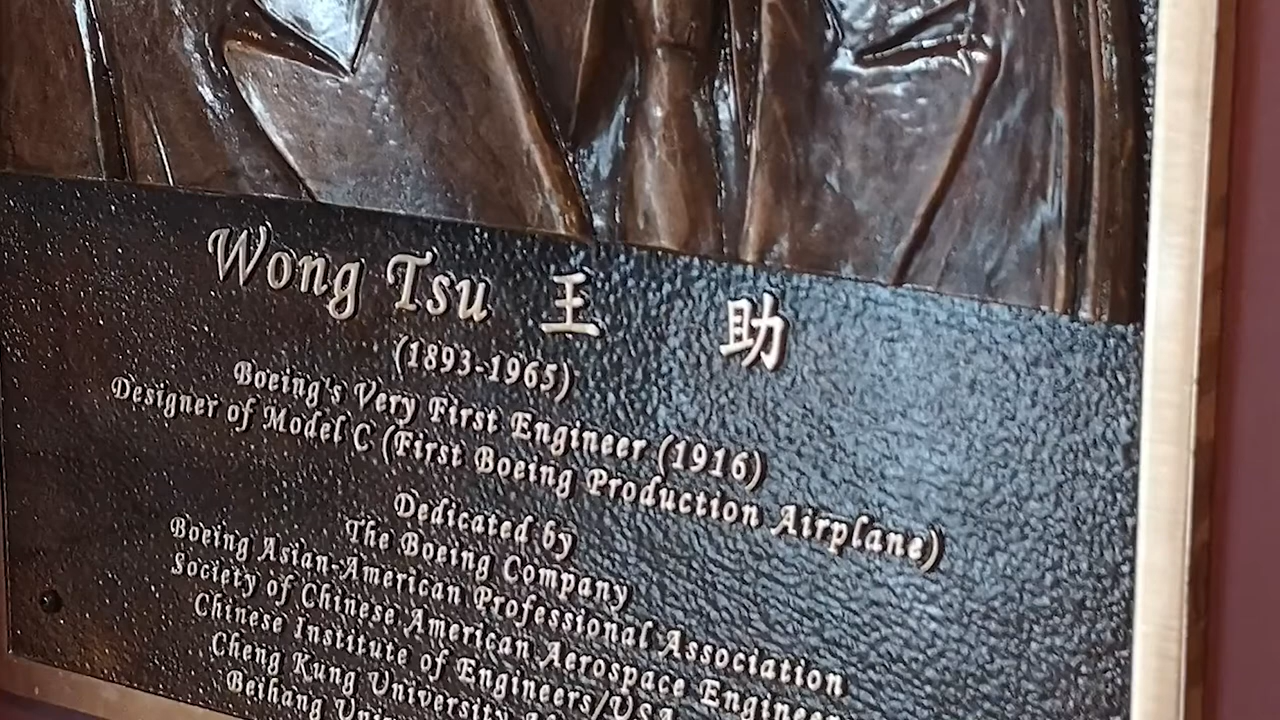 Wong Tsu 王 助
(1893-1965)
Boeing's Very First Engineer (1916)
Designer of Model C (First Boeing Production Airplane)
Dedicated by
The Boeing Company
Boeing Asian-American Professional Association
Society of Chinese American Aerospace
Chinese Institute of Engineers/USA
Cheng Kung University
Beihang